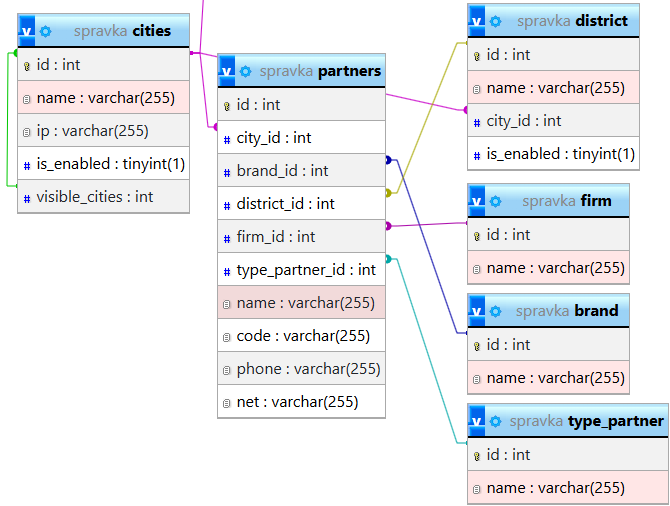 spravka cities
id : int
name : varchar(255)
ip : varchar(255)
is_enabled : tinyint(1)
visible_cities : int
spravka partners
id : int
city_id : int
brand_id : int
district_id : int
firm_id : int
type_partner_id : int
name : varchar(255)
code : varchar(255)
phone : varchar(255)
net : varchar(255)
spravka district
id : int
name : varchar(255)
city_id : int
is_enabled : tinyint(1)
spravka firm
id : int
name : varchar(255)
spravka brand
id : int
name : varchar(255)
spravka type_partner
id : int
name : varchar(255)